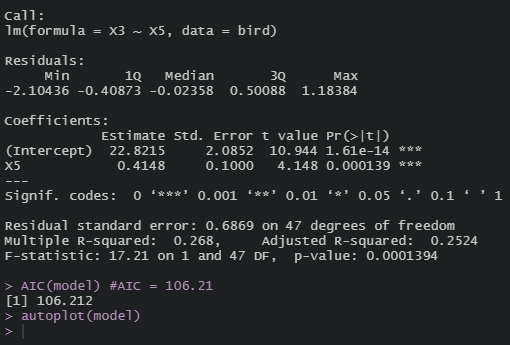 Call:
lm(formula = X3 ~ X5, data = bird)
Residuals:
     Min       1Q   Median       3Q      Max
-2.10436 -0.40873 -0.02358  0.50088  1.18384
Coefficients:
            Estimate Std. Error t value Pr(>|t|)
(Intercept)  22.8215     2.0852  10.944 1.61e-14 ***
X5            0.4148     0.1000   4.148 0.000139 ***
---
Signif. codes:  0 ‘***’ 0.001 ‘**’ 0.01 ‘*’ 0.05 ‘.’ 0.1 ‘ ’ 1
Residual standard error: 0.6869 on 47 degrees of freedom
Multiple R-squared:  0.268,	Adjusted R-squared:  0.2524
F-statistic: 17.21 on 1 and 47 DF,  p-value: 0.0001394
> AIC(model) #AIC = 106.21
[1] 106.212
> autoplot(model)
>